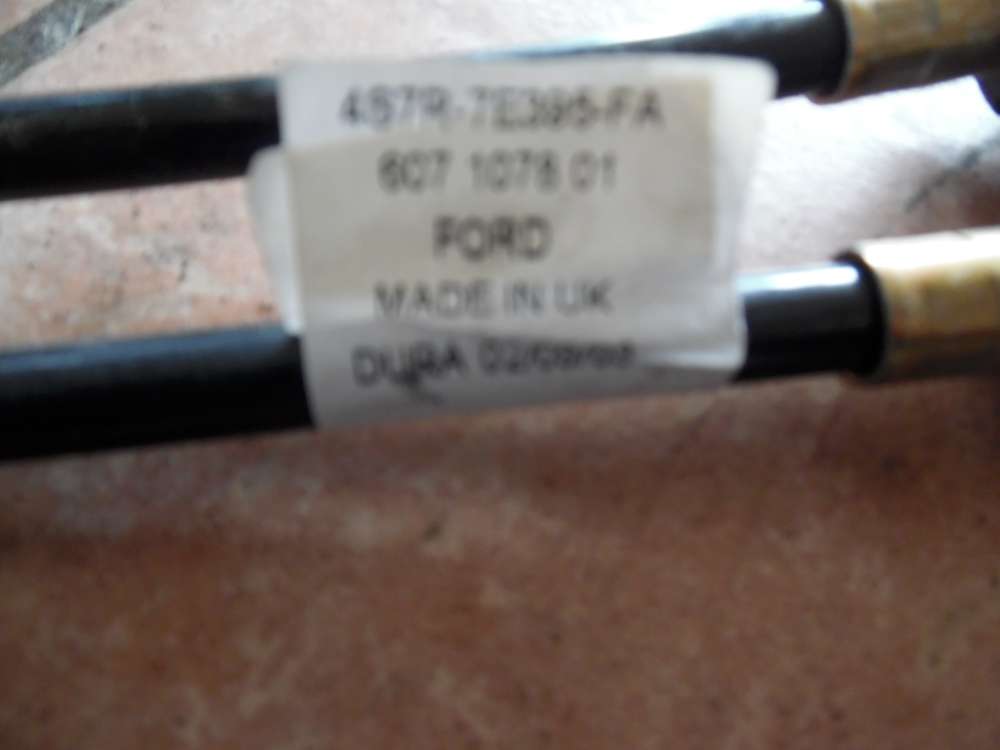 4S7R-7E395-FA
607 1078 01
FORD
MADE IN UK
DURA